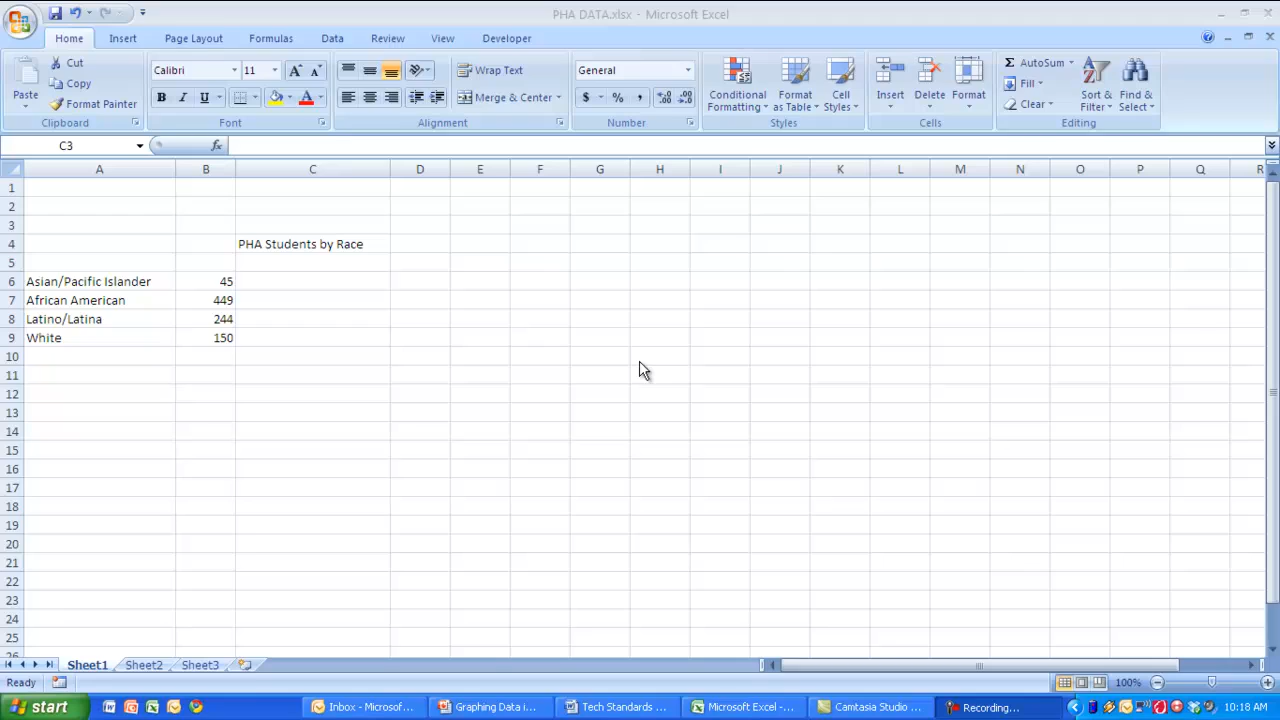 PHA DATA.xlsx - Microsoft Excel
Home Insert Page Layout Formulas Data Review View Developer
Cut
Copy
Format Painter
Paste
Clipboard
Calibri 11
B I U
Font
Wrap Text
Merge & Center
Alignment
General
$ % ,
Number
Conditional Formatting
Format as Table
Cell Styles
Styles
Insert Delete Format
Cells
Σ AutoSum
Fill
Clear
Sort & Filter
Find & Select
Editing
C3 fx
A B C D E F G H I J K L M N O P Q R
1
2
3
4 PHA Students by Race
5
6 Asian/Pacific Islander 45
7 African American 449
8 Latino/Latina 244
9 White 150
10
11
12
13
14
15
16
17
18
19
20
21
22
23
24
25
26
Sheet1 Sheet2 Sheet3
Ready 100%
start Inbox - Microsof... Graphing Data i... Tech Standards ... Microsoft Excel -... Camtasia Studio ... Recording... 10:18 AM